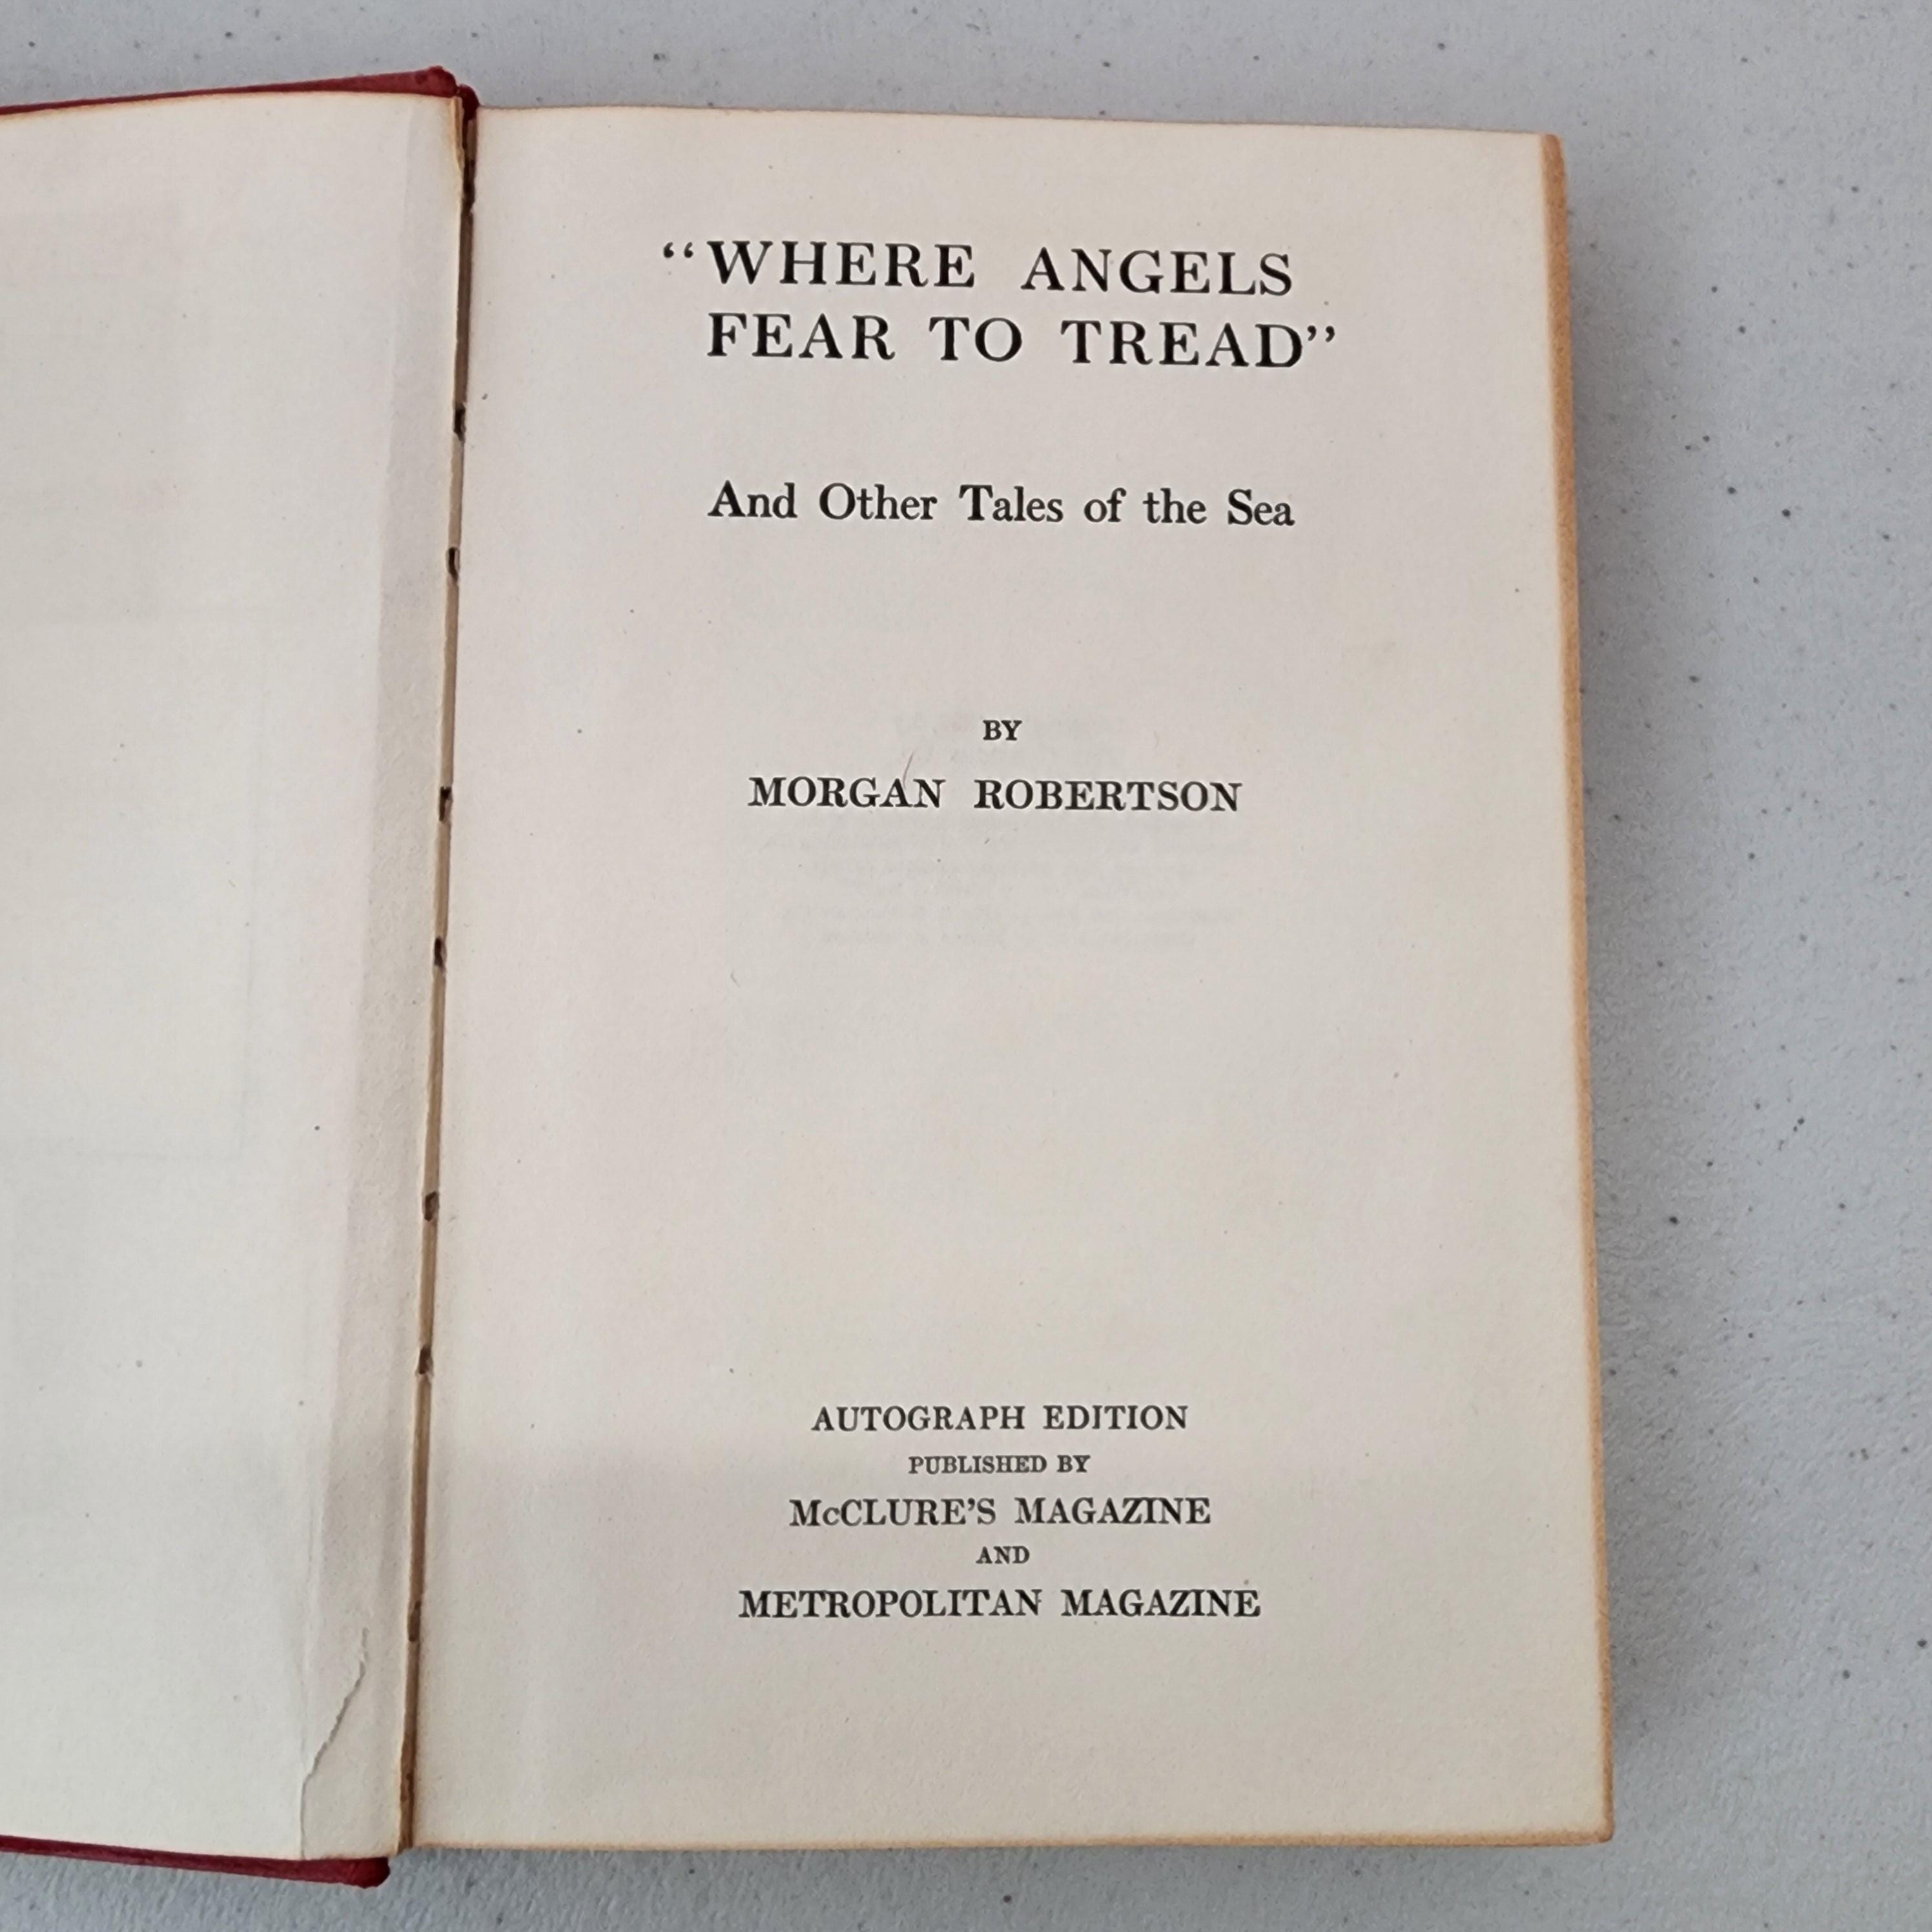 “WHERE ANGELS
FEAR TO TREAD”
And Other Tales of the Sea
BY
MORGAN ROBERTSON
AUTOGRAPH EDITION
PUBLISHED BY
McCLURE’S MAGAZINE
AND
METROPOLITAN MAGAZINE